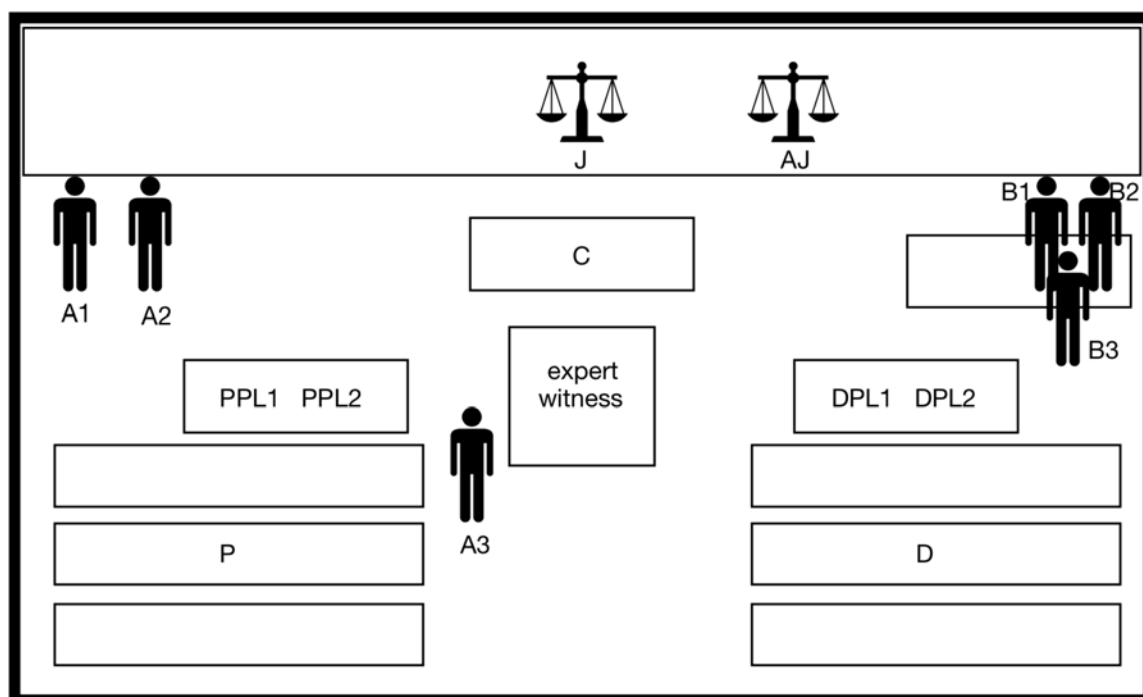 J
AJ
B1
B2
C
A1
A2
B3
expert
witness
PPL1 PPL2
DPL1 DPL2
A3
P
D